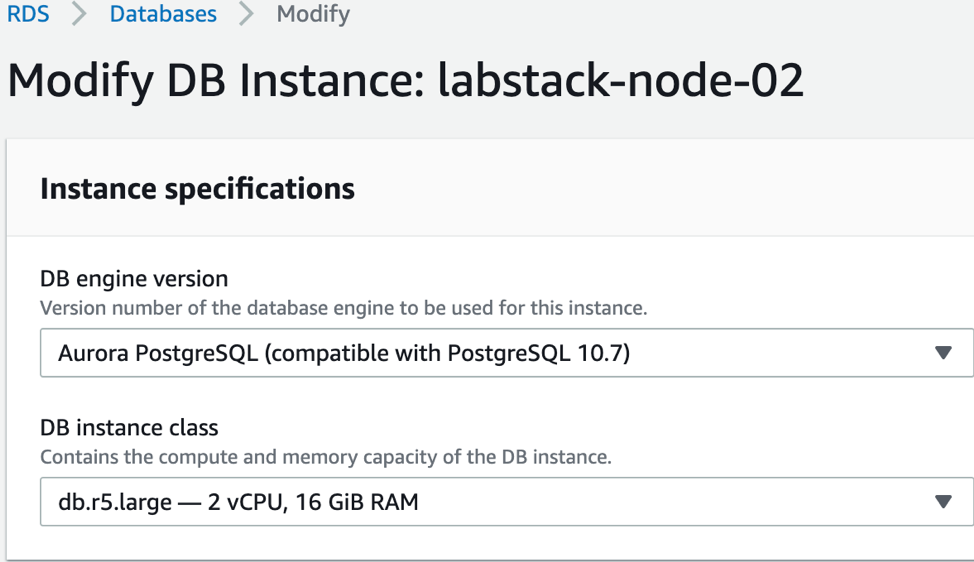 RDS > Databases > Modify
Modify DB Instance: labstack-node-02
Instance specifications
DB engine version
Version number of the database engine to be used for this instance.
Aurora PostgreSQL (compatible with PostgreSQL 10.7)
DB instance class
Contains the compute and memory capacity of the DB instance.
db.r5.large — 2 vCPU, 16 GiB RAM